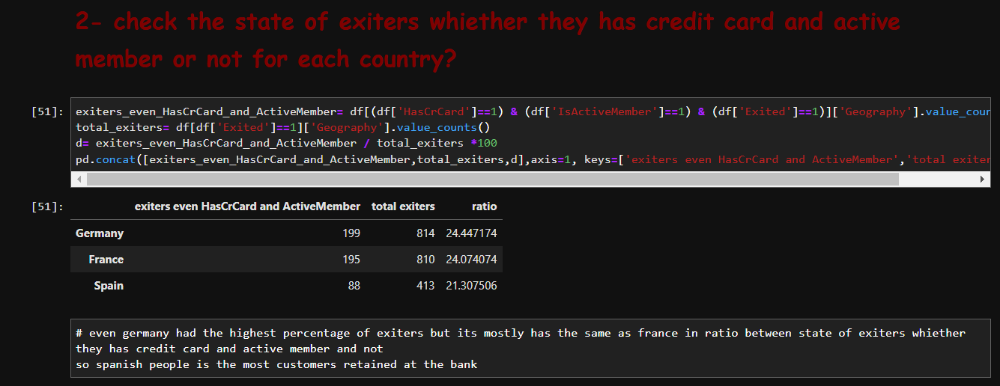 2- check the state of exiters whiether they has credit card and active
member or not for each country?
[51]: exiters_even_HasCrCard_and_ActiveMember= df[(df['HasCrCard']==1) & (df['IsActiveMember']==1) & (df['Exited']==1)]['Geography'].value_coun
total_exiters= df[df['Exited']==1]['Geography'].value_counts()
d= exiters_even_HasCrCard_and_ActiveMember / total_exiters *100
pd.concat([exiters_even_HasCrCard_and_ActiveMember,total_exiters,d],axis=1, keys=['exiters even HasCrCard and ActiveMember','total exiter
[51]: exiters even HasCrCard and ActiveMember total exiters ratio
Germany 199 814 24.447174
France 195 810 24.074074
Spain 88 413 21.307506
# even germany had the highest percentage of exiters but its mostly has the same as france in ratio between state of exiters whiether
they has credit card and active member and not
so spanish people is the most customers retained at the bank